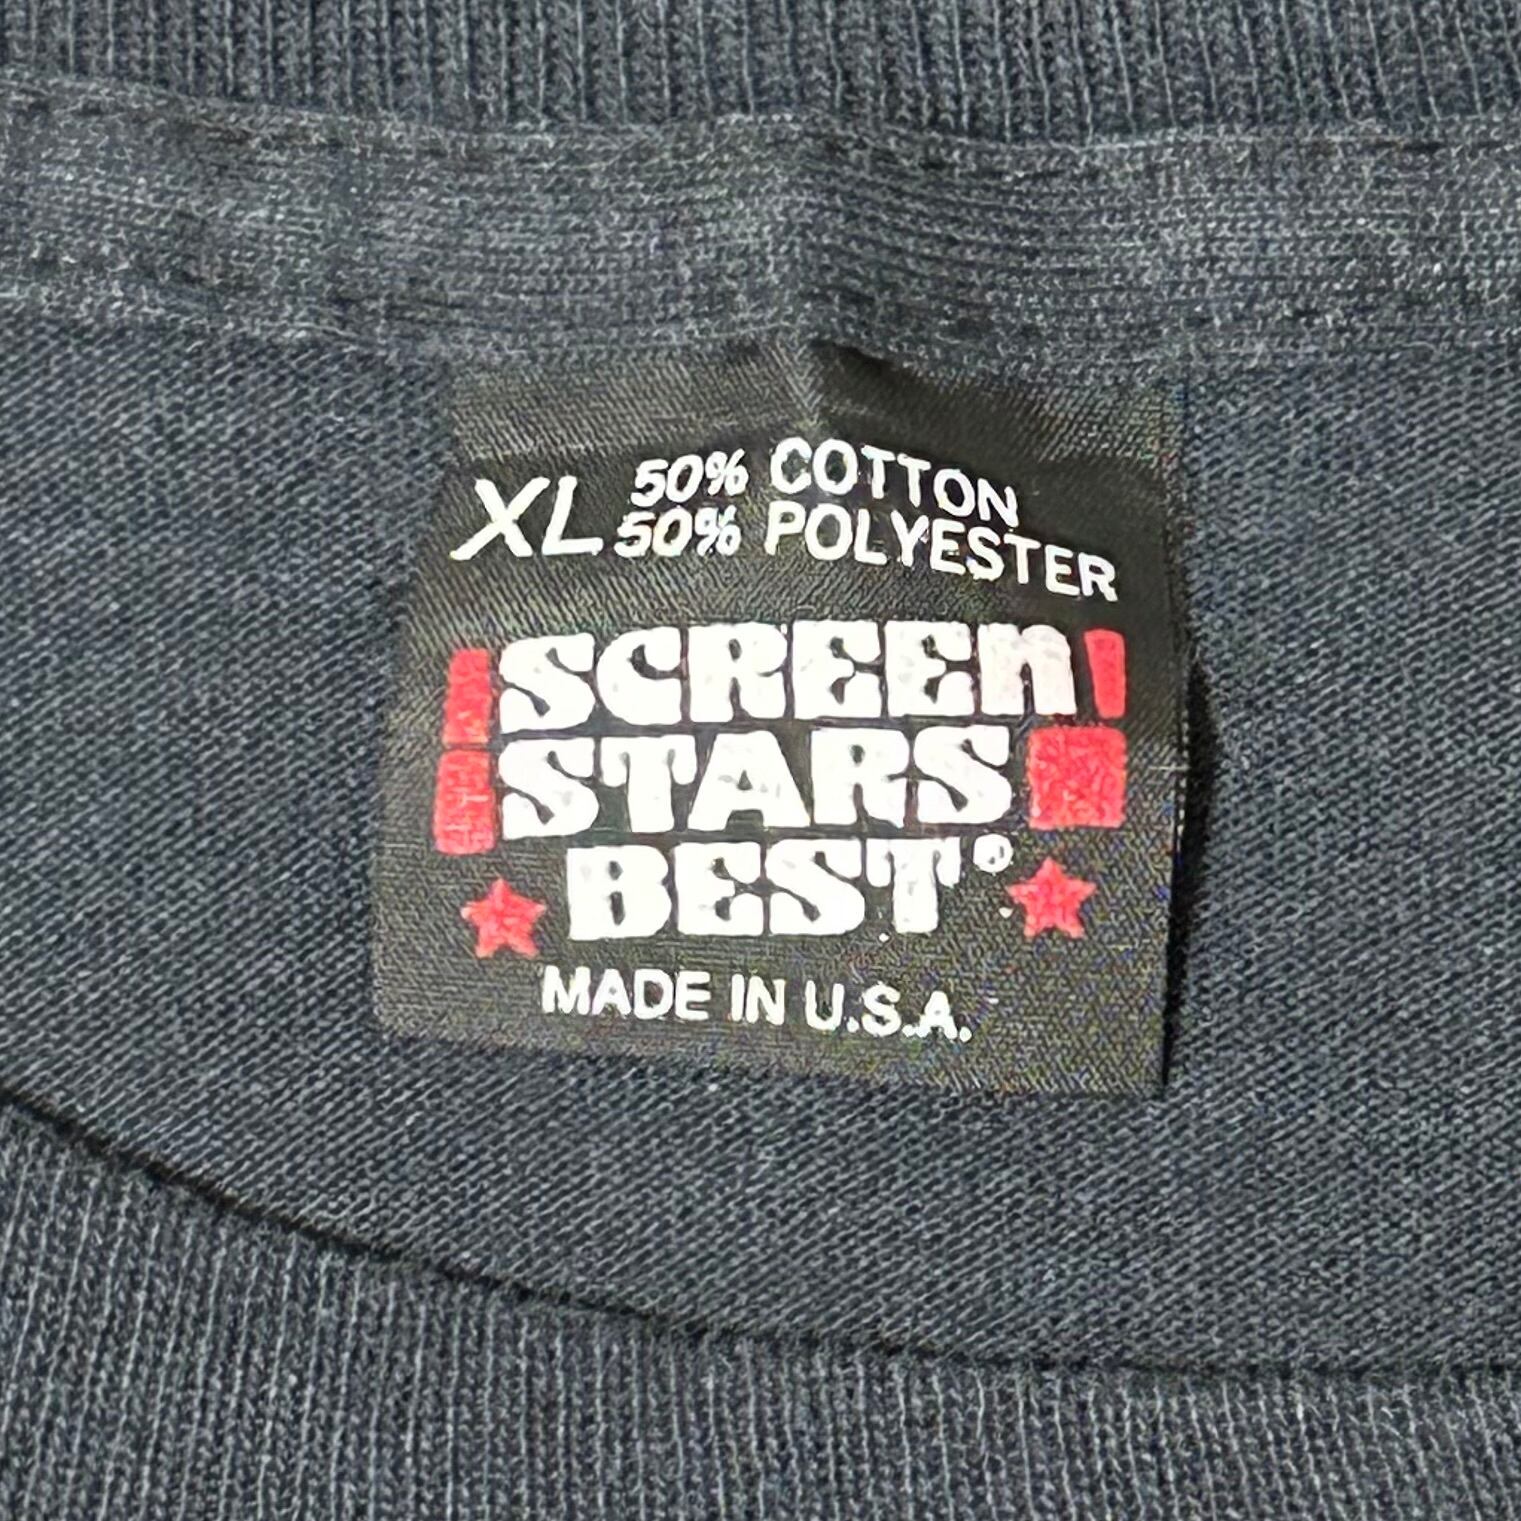 XL 50% COTTON
50% POLYESTER
SCREEn
STARS
BEST®
MADE IN U.S.A.